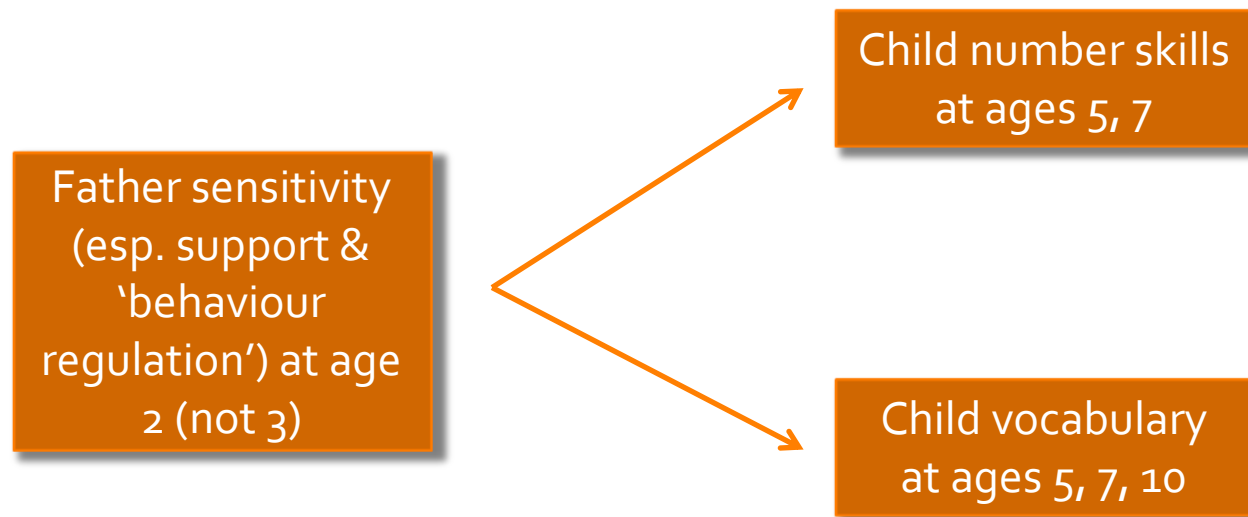 Father sensitivity
(esp. support &
‘behaviour
regulation’) at age
2 (not 3)
Child number skills
at ages 5, 7
Child vocabulary
at ages 5, 7, 10